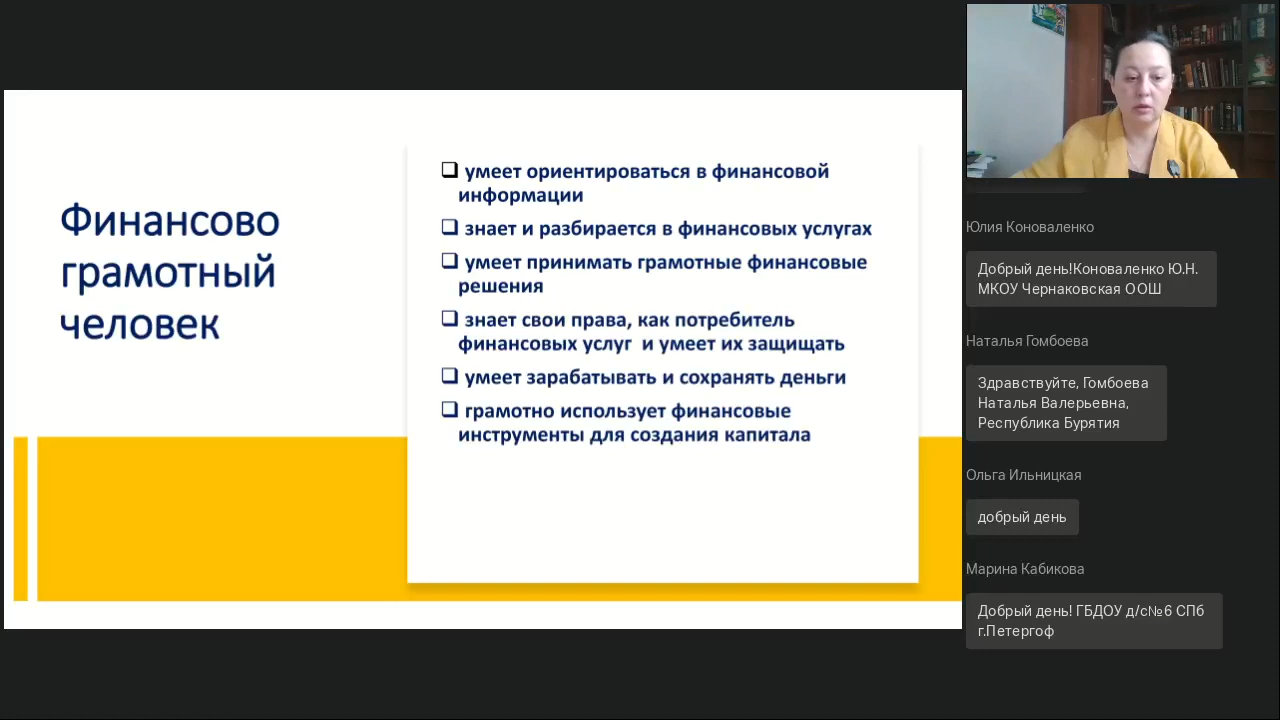 Финансово
грамотный
человек
умеет ориентироваться в финансовой
информации
знает и разбирается в финансовых услугах
умеет принимать грамотные финансовые
решения
знает свои права, как потребитель
финансовых услуг и умеет их защищать
умеет зарабатывать и сохранять деньги
грамотно использует финансовые
инструменты для создания капитала
Юлия Коноваленко
Добрый день!Коноваленко Ю.Н.
МКОУ Чернаковская ООШ
Наталья Гомбоева
Здравствуйте, Гомбоева
Наталья Валерьевна,
Республика Бурятия
Ольга Ильницкая
добрый день
Марина Кабикова
Добрый день! ГБДОУ д/с№6 СПб
г.Петергоф